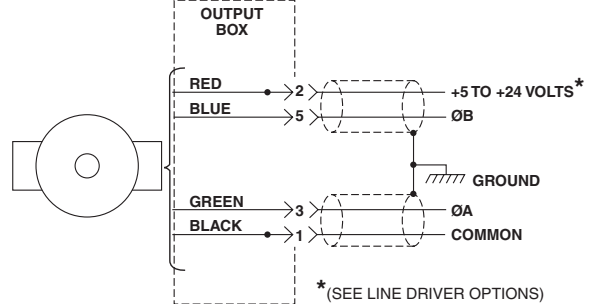 OUTPUT
BOX
RED 2 +5 TO +24 VOLTS*
BLUE 5 ØB
GROUND
GREEN 3 ØA
BLACK 1 COMMON
*(SEE LINE DRIVER OPTIONS)